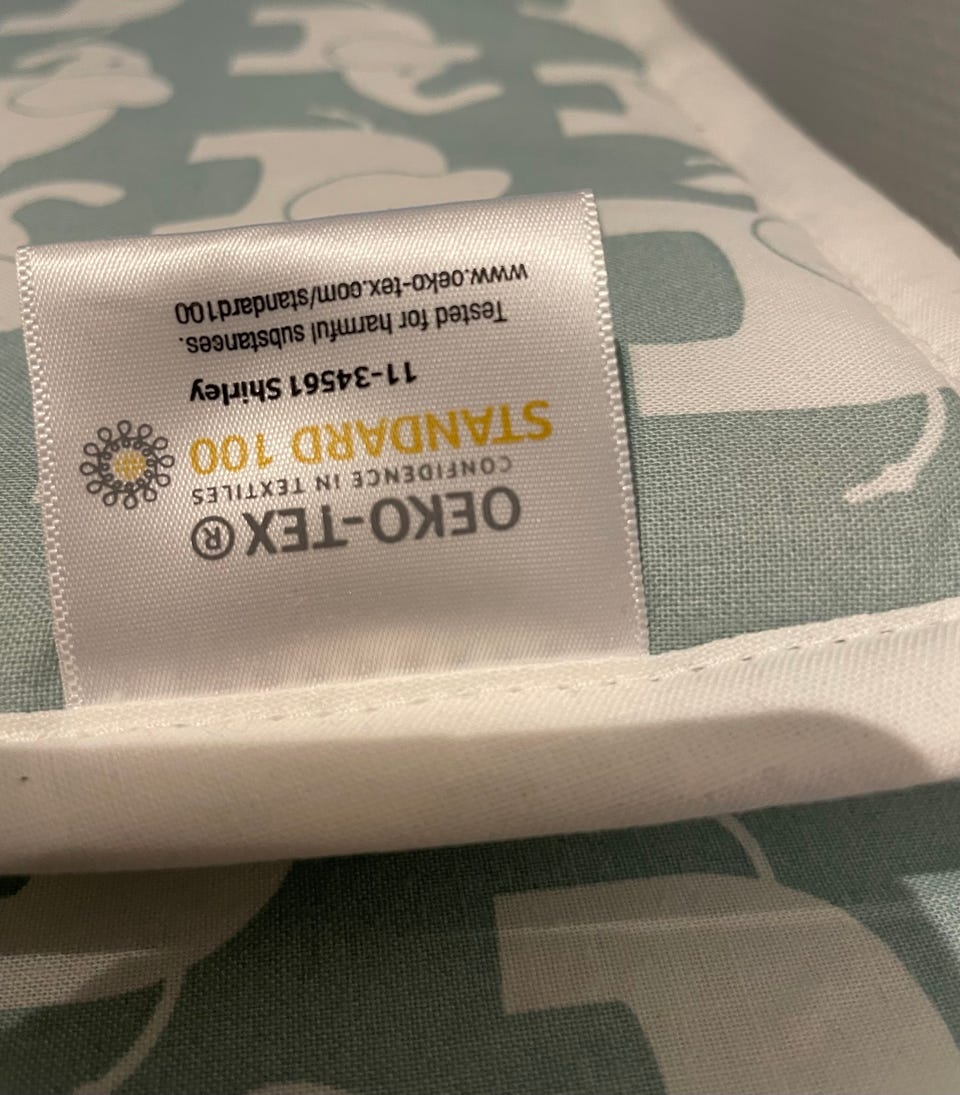 OEKO-TEX®
CONFIDENCE IN TEXTILES
STANDARD 100
11-34561 Shirley
Tested for harmful substances.
www.oeko-tex.com/standard100